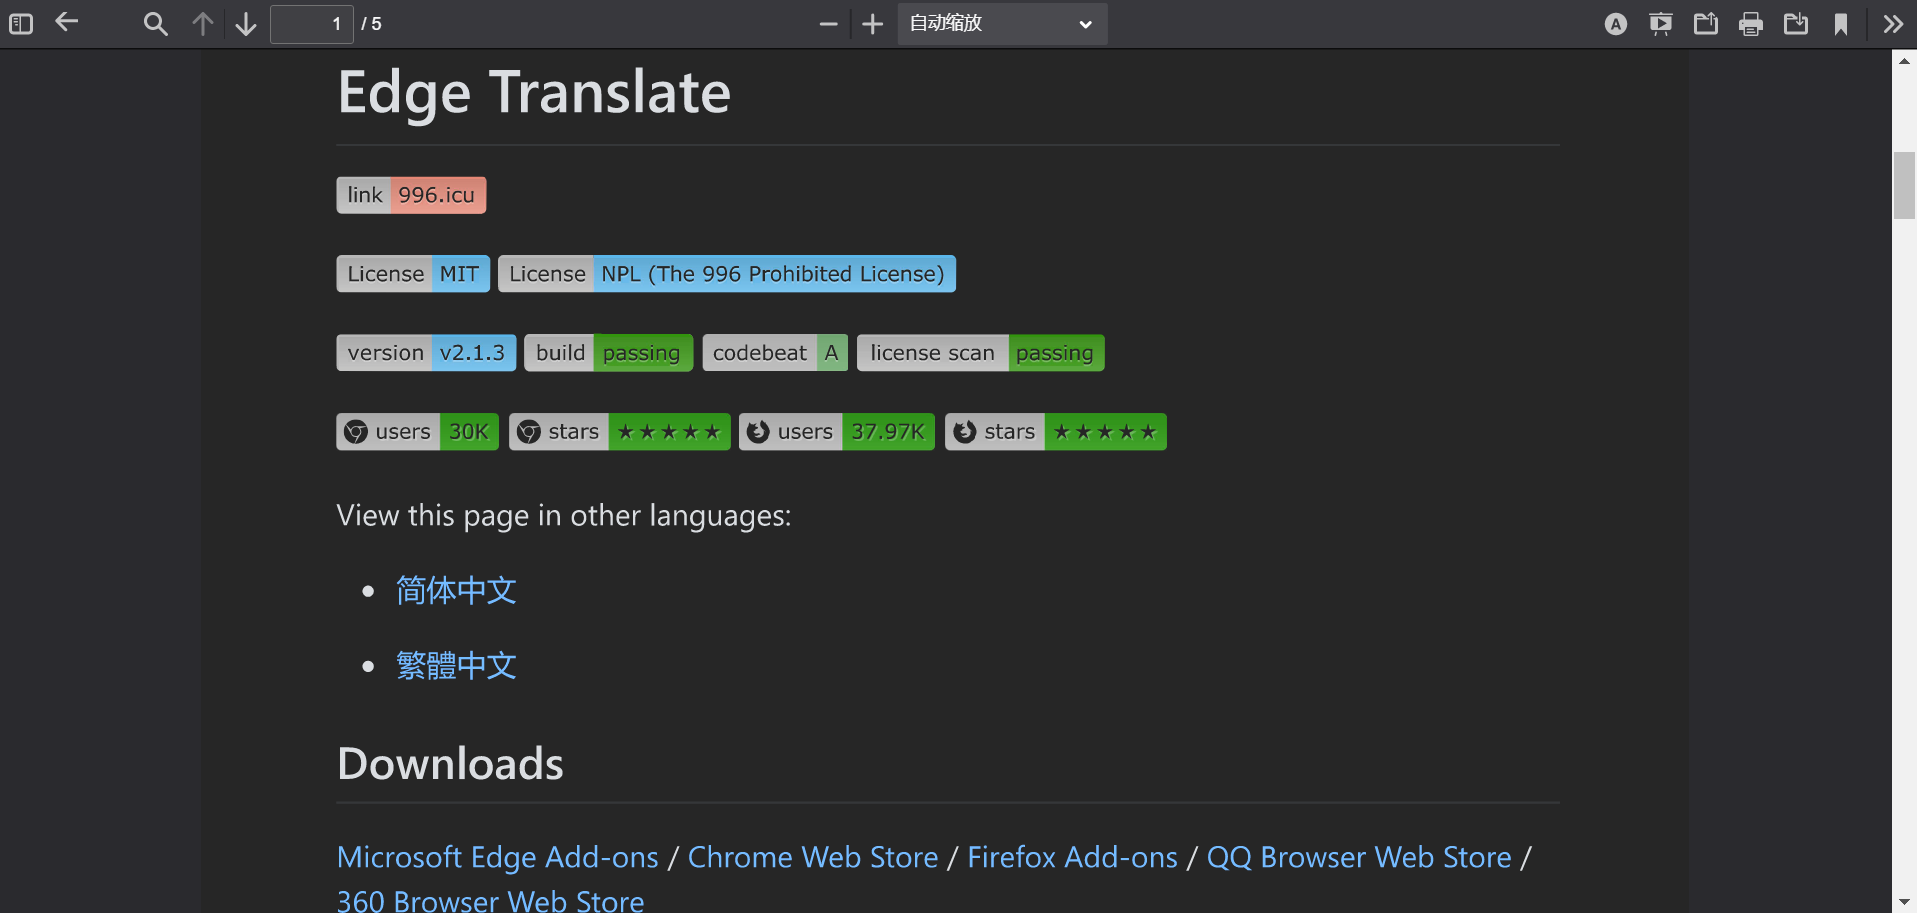 1 / 5 自动缩放
Edge Translate
link 996.icu
License MIT License NPL (The 996 Prohibited License)
version v2.1.3 build passing codebeat A license scan passing
users 30K stars ★★★★★ users 37.97K stars ★★★★★
View this page in other languages:
• 简体中文
• 繁體中文
Downloads
Microsoft Edge Add-ons / Chrome Web Store / Firefox Add-ons / QQ Browser Web Store /
360 Browser Web Store